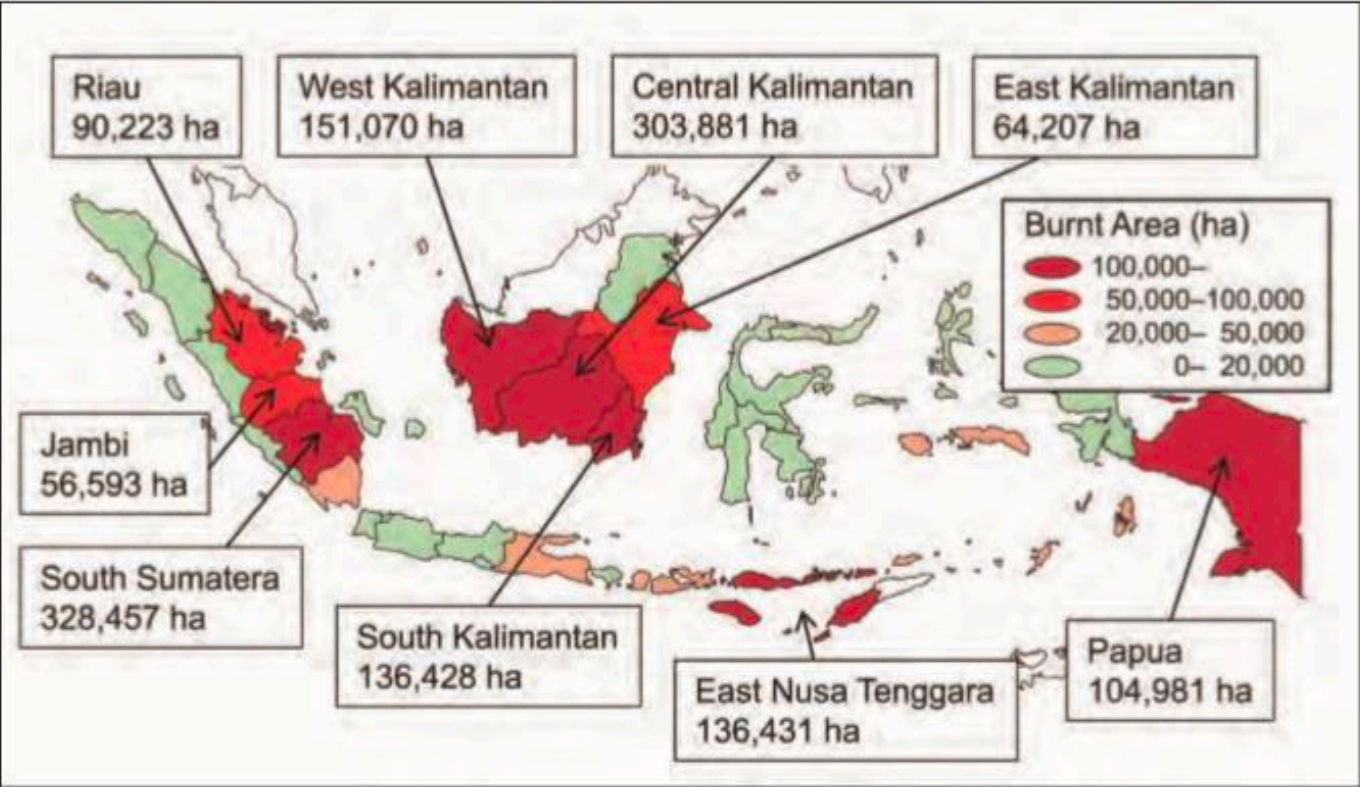 Riau
90,223 ha
West Kalimantan
151,070 ha
Central Kalimantan
303,881 ha
East Kalimantan
64,207 ha
Burnt Area (ha)
100,000–
50,000–100,000
20,000– 50,000
0– 20,000
Jambi
56,593 ha
South Sumatera
328,457 ha
South Kalimantan
136,428 ha
East Nusa Tenggara
136,431 ha
Papua
104,981 ha